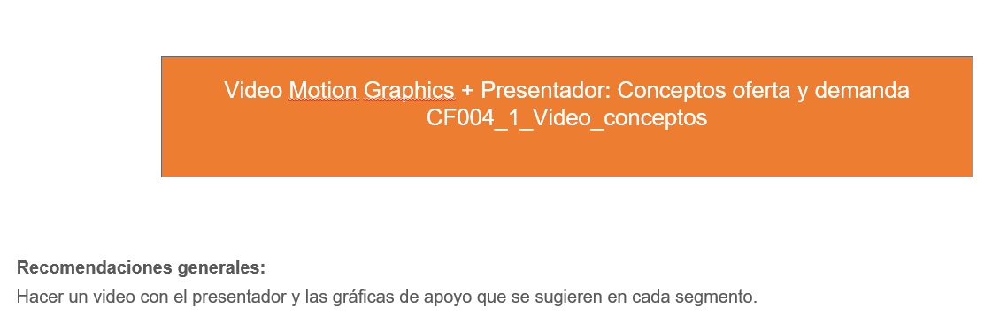 Video Motion Graphics + Presentador: Conceptos oferta y demanda
CF004_1_Video_conceptos
Recomendaciones generales:
Hacer un video con el presentador y las gráficas de apoyo que se sugieren en cada segmento.